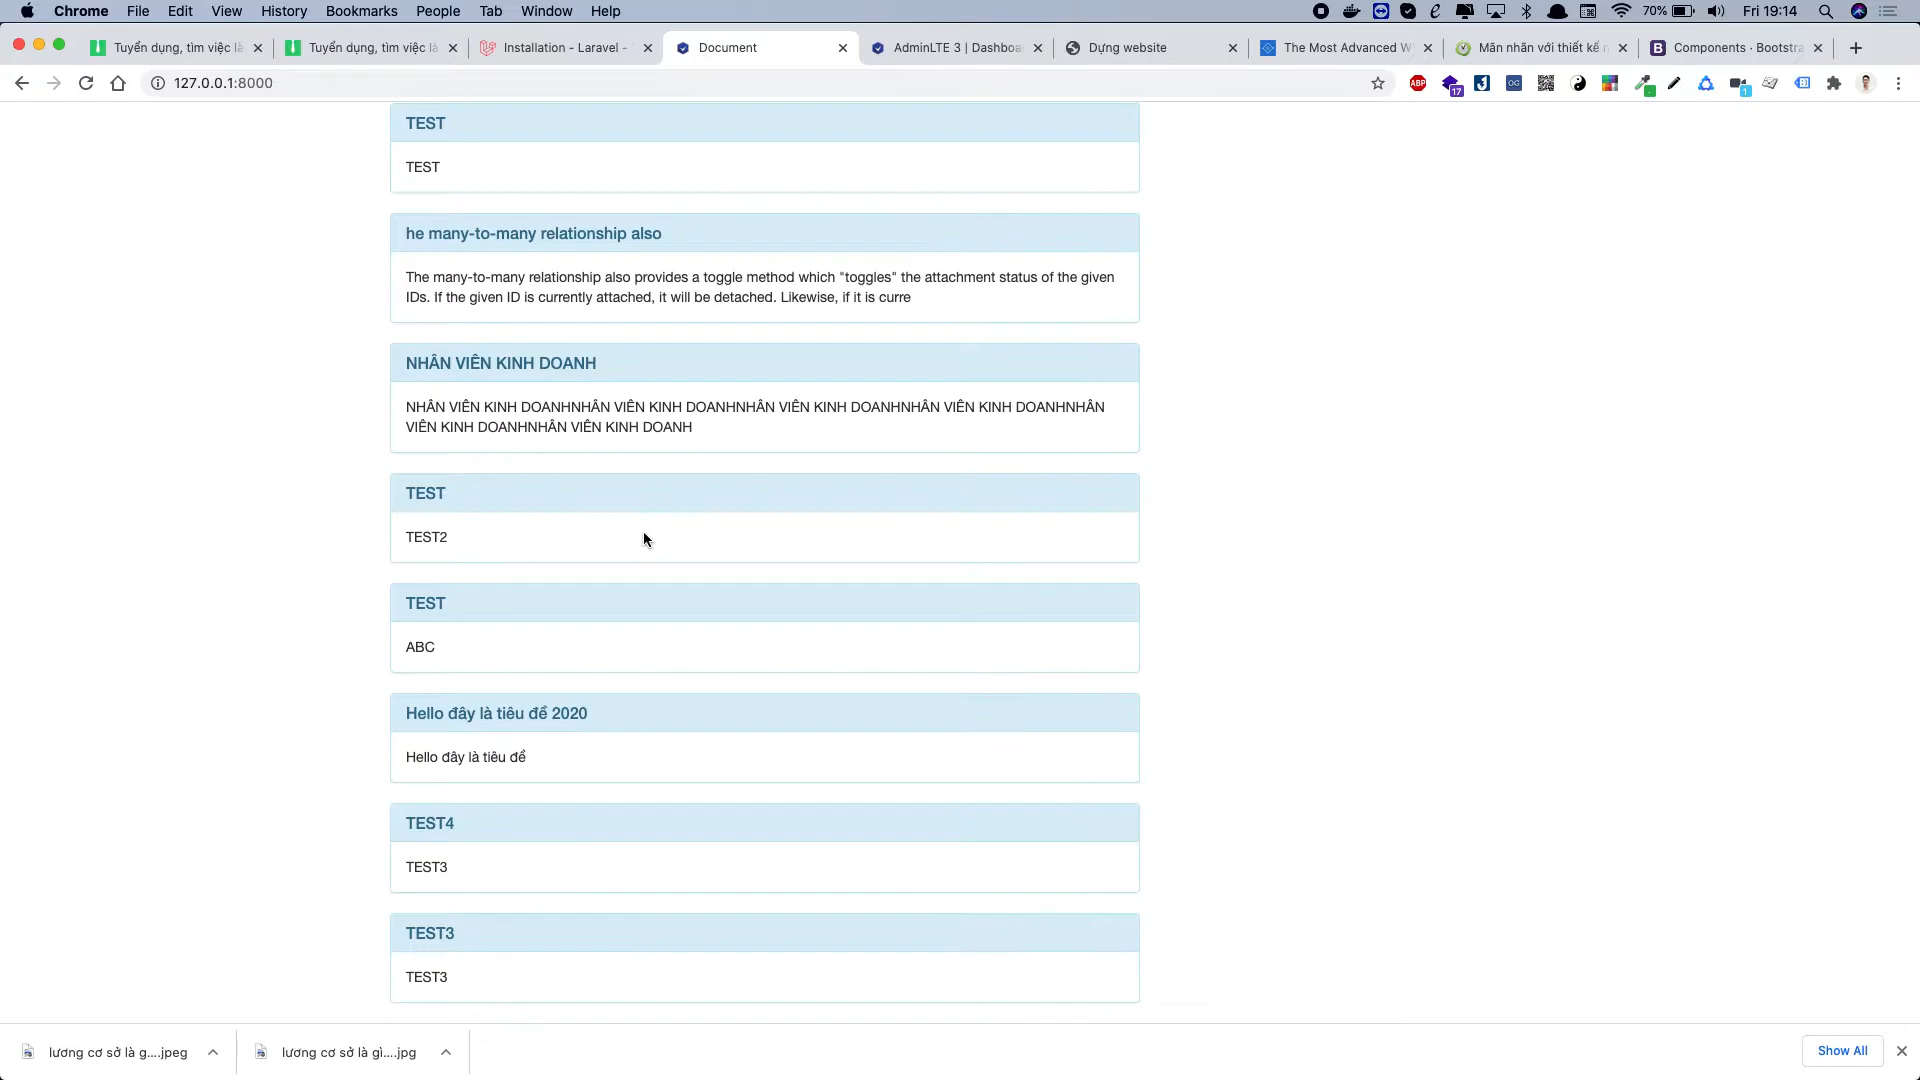 Chrome File Edit View History Bookmarks People Tab Window Help 70% Fri 19:14
Tuyển dụng, tìm việc là Tuyển dụng, tìm việc là Installation - Laravel - Document AdminLTE 3 | Dashboa Dựng website The Most Advanced W Mãn nhãn với thiết kế Components · Bootstra
127.0.0.1:8000 ABP 17 OG 1
TEST
TEST
he many-to-many relationship also
The many-to-many relationship also provides a toggle method which "toggles" the attachment status of the given
IDs. If the given ID is currently attached, it will be detached. Likewise, if it is curre
NHÂN VIÊN KINH DOANH
NHÂN VIÊN KINH DOANHNHÂN VIÊN KINH DOANHNHÂN VIÊN KINH DOANHNHÂN VIÊN KINH DOANHNHÂN
VIÊN KINH DOANHNHÂN VIÊN KINH DOANH
TEST
TEST2
TEST
ABC
Hello đây là tiêu đề 2020
Hello đây là tiêu đề
TEST4
TEST3
TEST3
TEST3
lương cơ sở là g....jpeg lương cơ sở là gì....jpg Show All